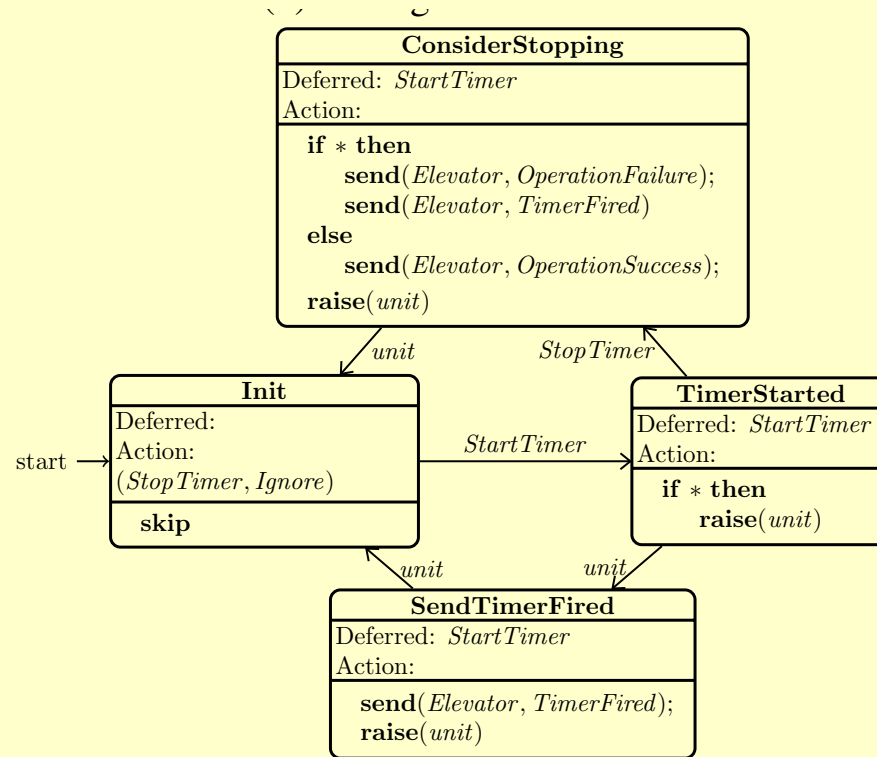 ConsiderStopping
Deferred: StartTimer
Action:
if * then
send(Elevator, OperationFailure);
send(Elevator, TimerFired)
else
send(Elevator, OperationSuccess);
raise(unit)
unit
StopTimer
Init
Deferred:
Action:
(StopTimer, Ignore)
skip
start
StartTimer
TimerStarted
Deferred: StartTimer
Action:
if * then
raise(unit)
unit
unit
SendTimerFired
Deferred: StartTimer
Action:
send(Elevator, TimerFired);
raise(unit)